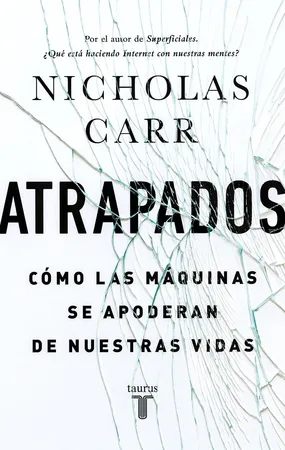 Por el autor de Superficiales.
¿Qué está haciendo Internet con nuestras mentes?
NICHOLAS
CARR
ATRAPADOS
CÓMO LAS MÁQUINAS
SE APODERAN
DE NUESTRAS VIDAS
taurus
T